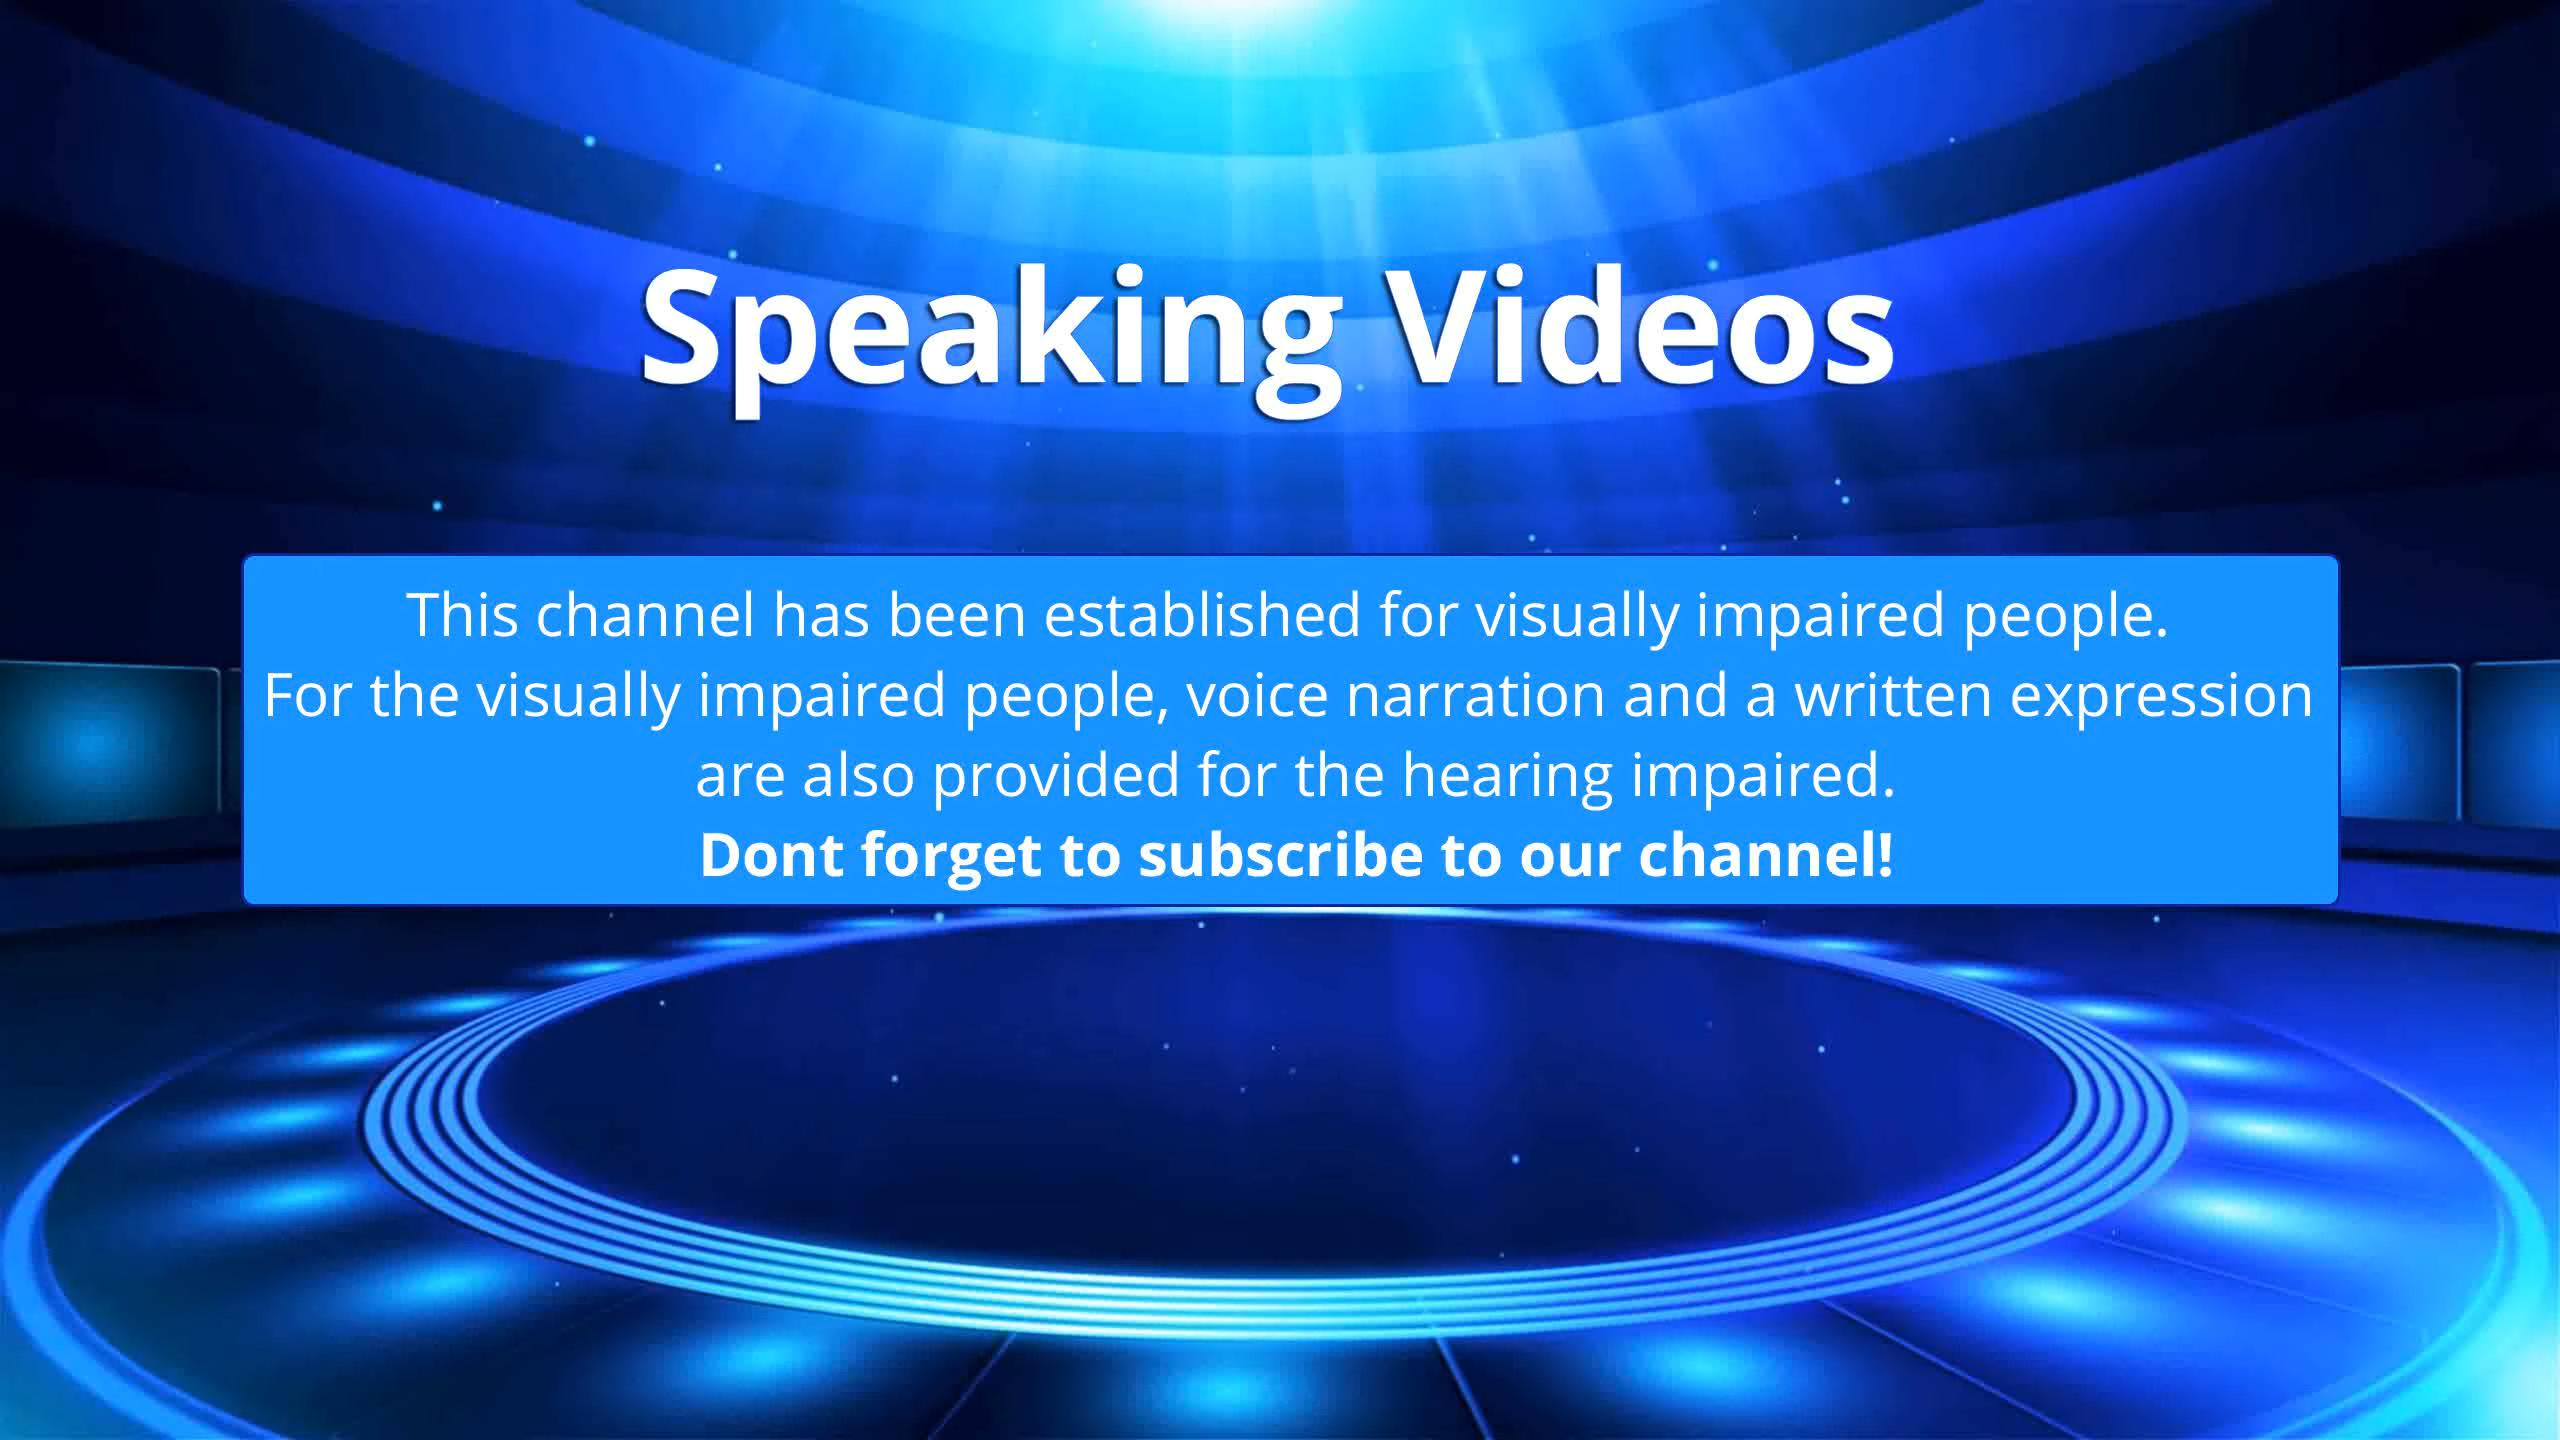 Speaking Videos
This channel has been established for visually impaired people.
For the visually impaired people, voice narration and a written expression
are also provided for the hearing impaired.
Dont forget to subscribe to our channel!